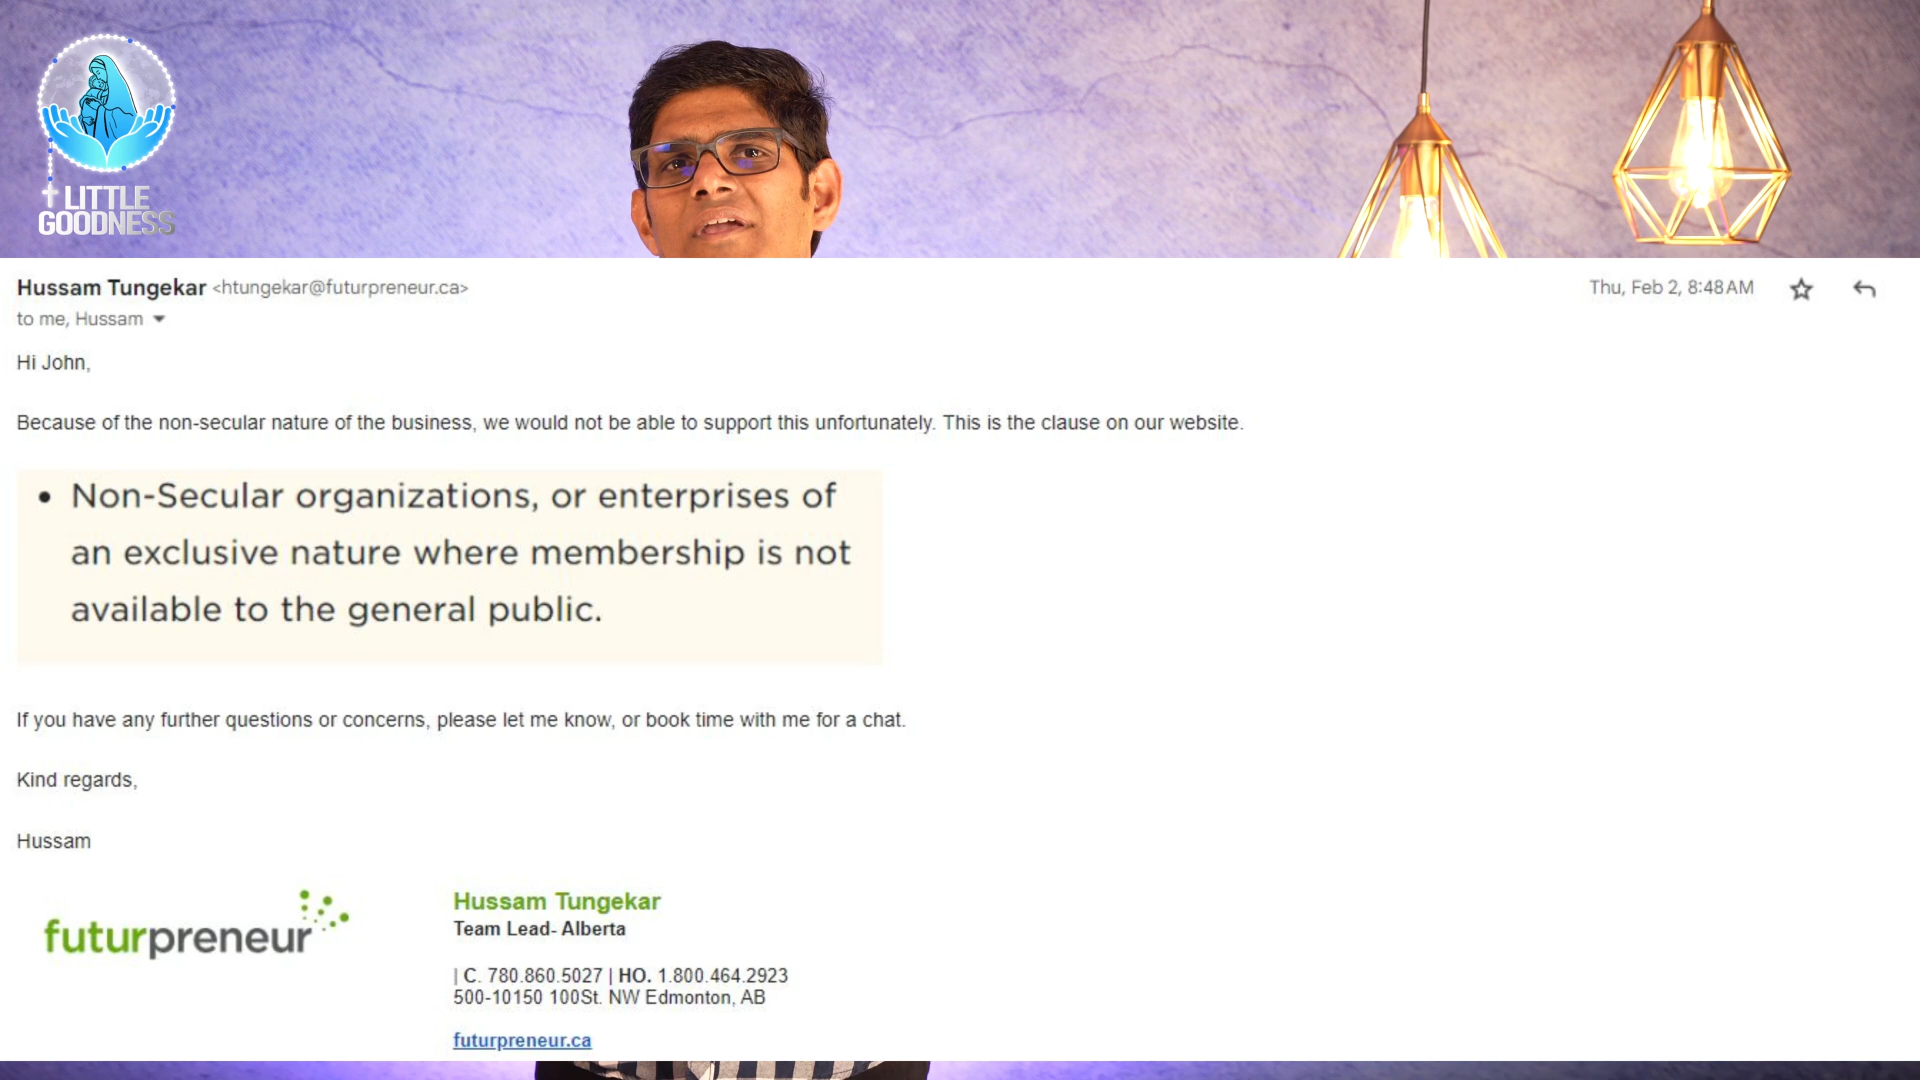 LITTLE
GOODNESS
Hussam Tungekar <htungekar@futurpreneur.ca>
Thu, Feb 2, 8:48 AM
to me, Hussam
Hi John,
Because of the non-secular nature of the business, we would not be able to support this unfortunately. This is the clause on our website.
• Non-Secular organizations, or enterprises of
an exclusive nature where membership is not
available to the general public.
If you have any further questions or concerns, please let me know, or book time with me for a chat.
Kind regards,
Hussam
futurpreneur
Hussam Tungekar
Team Lead- Alberta
| C. 780.860.5027 | HO. 1.800.464.2923
500-10150 100St. NW Edmonton, AB
futurpreneur.ca